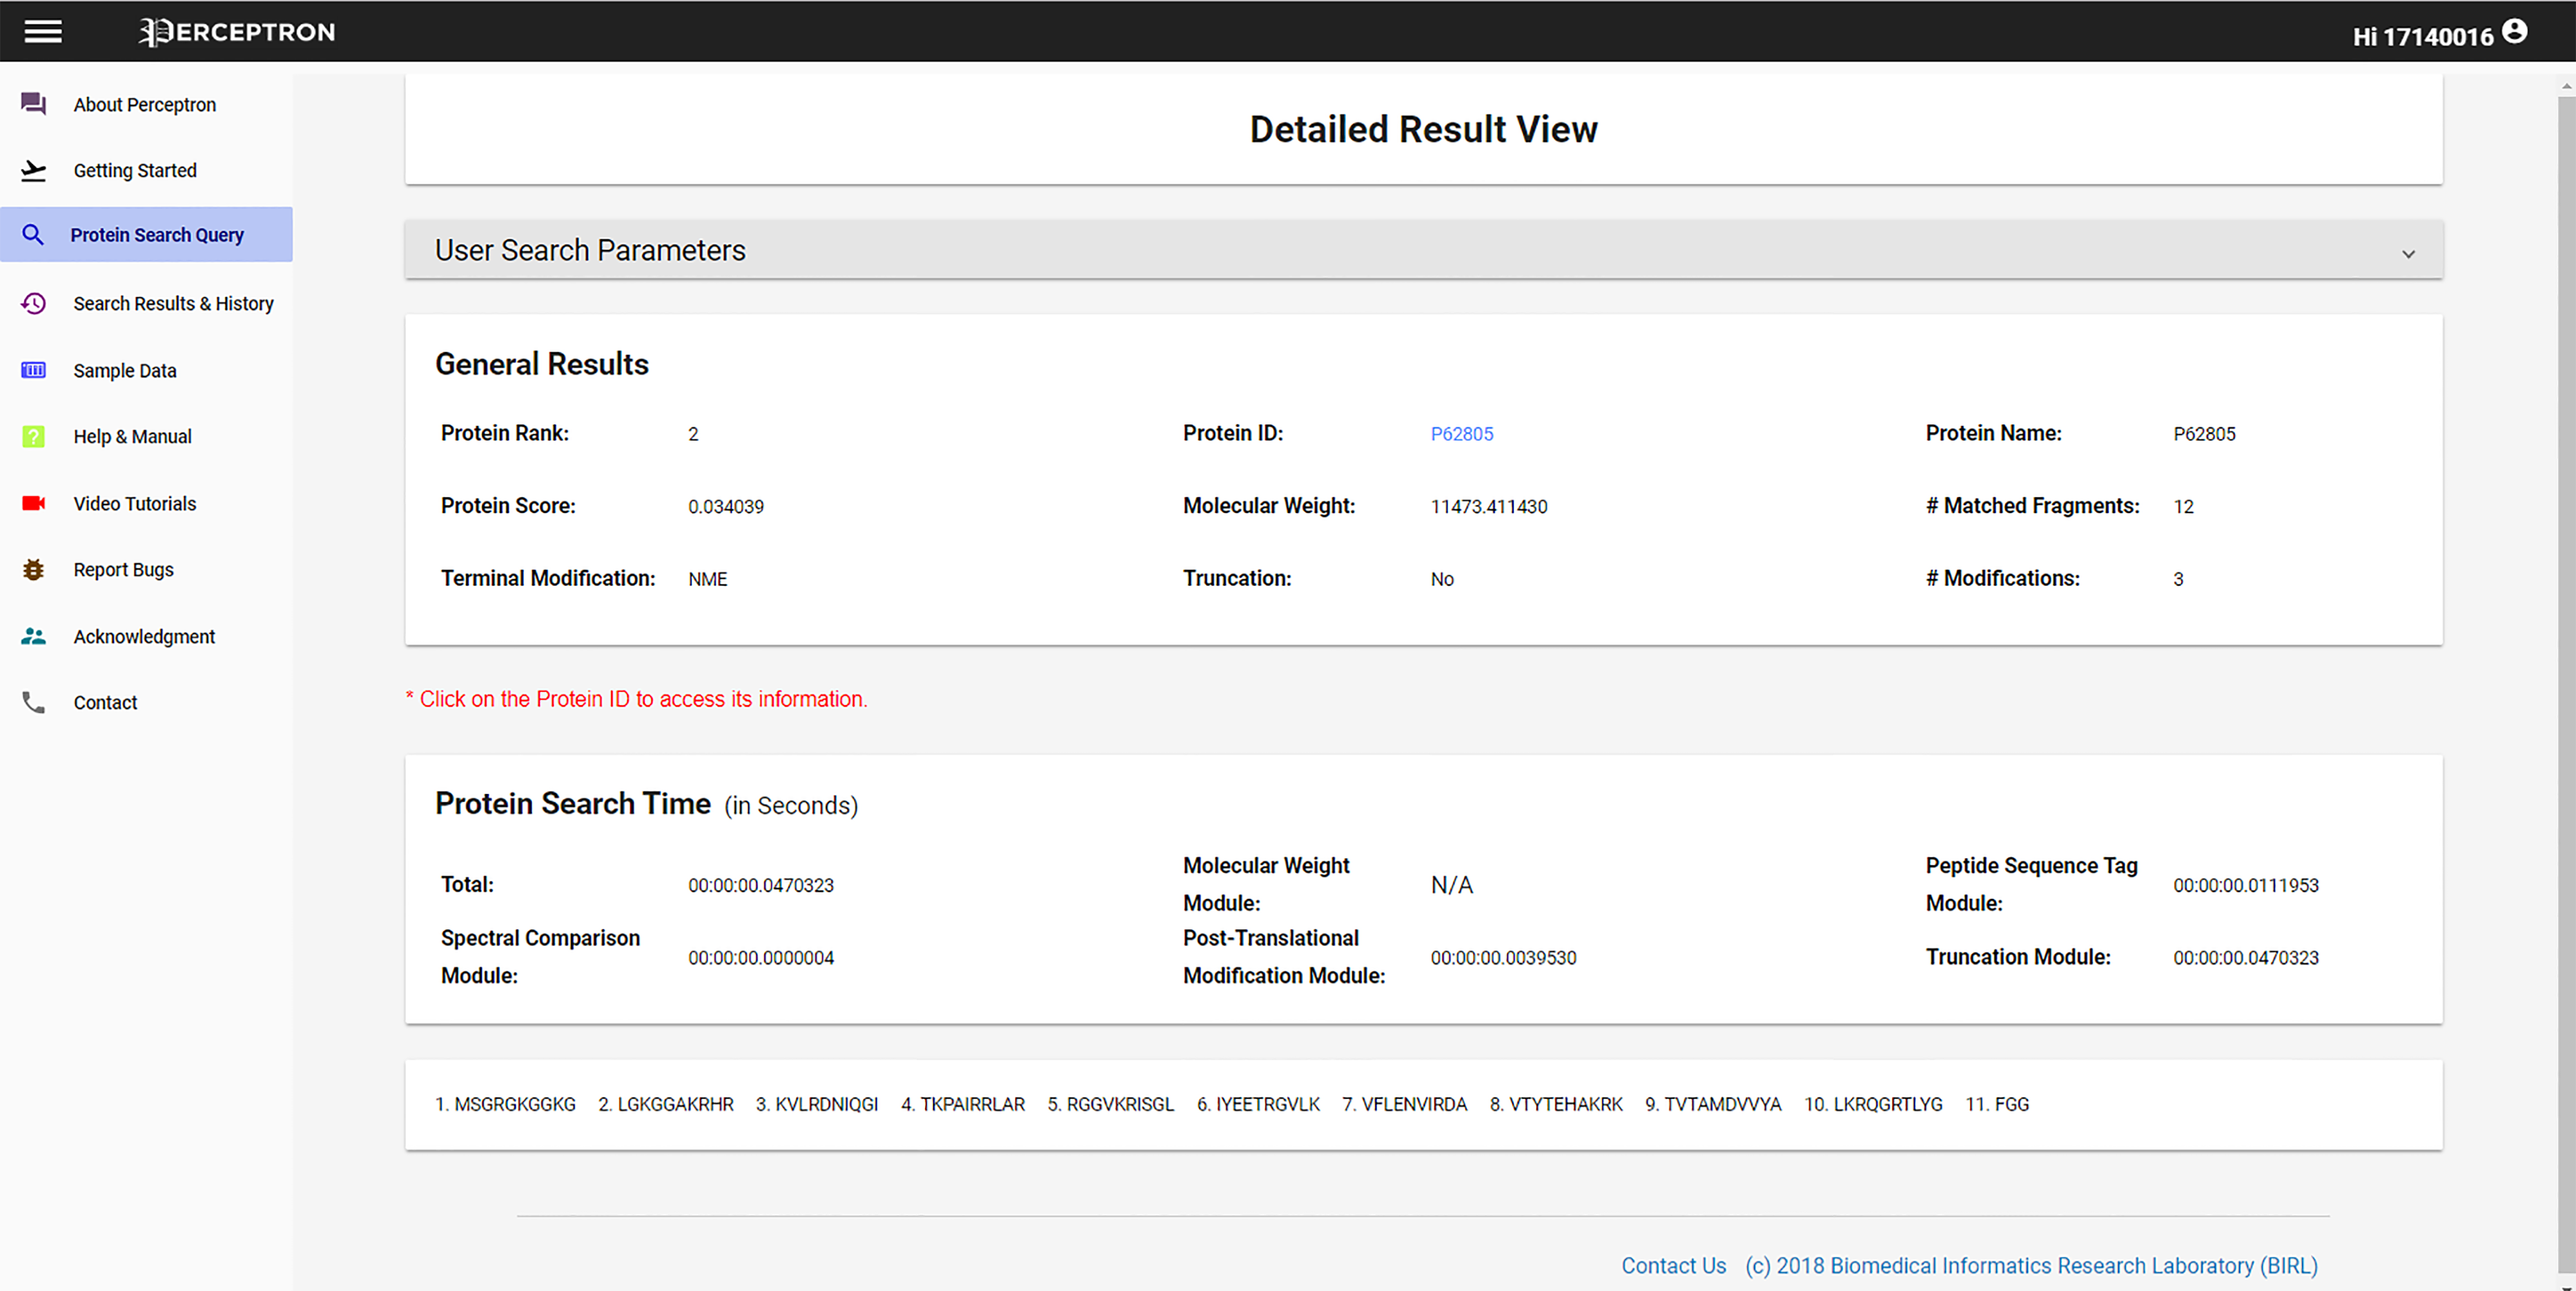 PERCEPTRON
Hi 17140016
About Perceptron
Getting Started
Protein Search Query
Search Results & History
Sample Data
Help & Manual
Video Tutorials
Report Bugs
Acknowledgment
Contact
Detailed Result View
User Search Parameters
General Results
Protein Rank: 2 Protein ID: P62805 Protein Name: P62805
Protein Score: 0.034039 Molecular Weight: 11473.411430 # Matched Fragments: 12
Terminal Modification: NME Truncation: No # Modifications: 3
* Click on the Protein ID to access its information.
Protein Search Time (in Seconds)
Total: 00:00:00.0470323
Molecular Weight
Module: N/A
Peptide Sequence Tag
Module: 00:00:00.0111953
Spectral Comparison
Module: 00:00:00.0000004
Post-Translational
Modification Module: 00:00:00.0039530
Truncation Module: 00:00:00.0470323
1. MSGRGKGGKG 2. LGKGGAKRHR 3. KVLRDNIQGI 4. TKPAIRRLAR 5. RGGVKRISGL 6. IYEETRGVLK 7. VFLENVIRDA 8. VTYTEHAKRK 9. TVTAMDVVYA 10. LKRQGRTLYG 11. FGG
Contact Us (c) 2018 Biomedical Informatics Research Laboratory (BIRL)